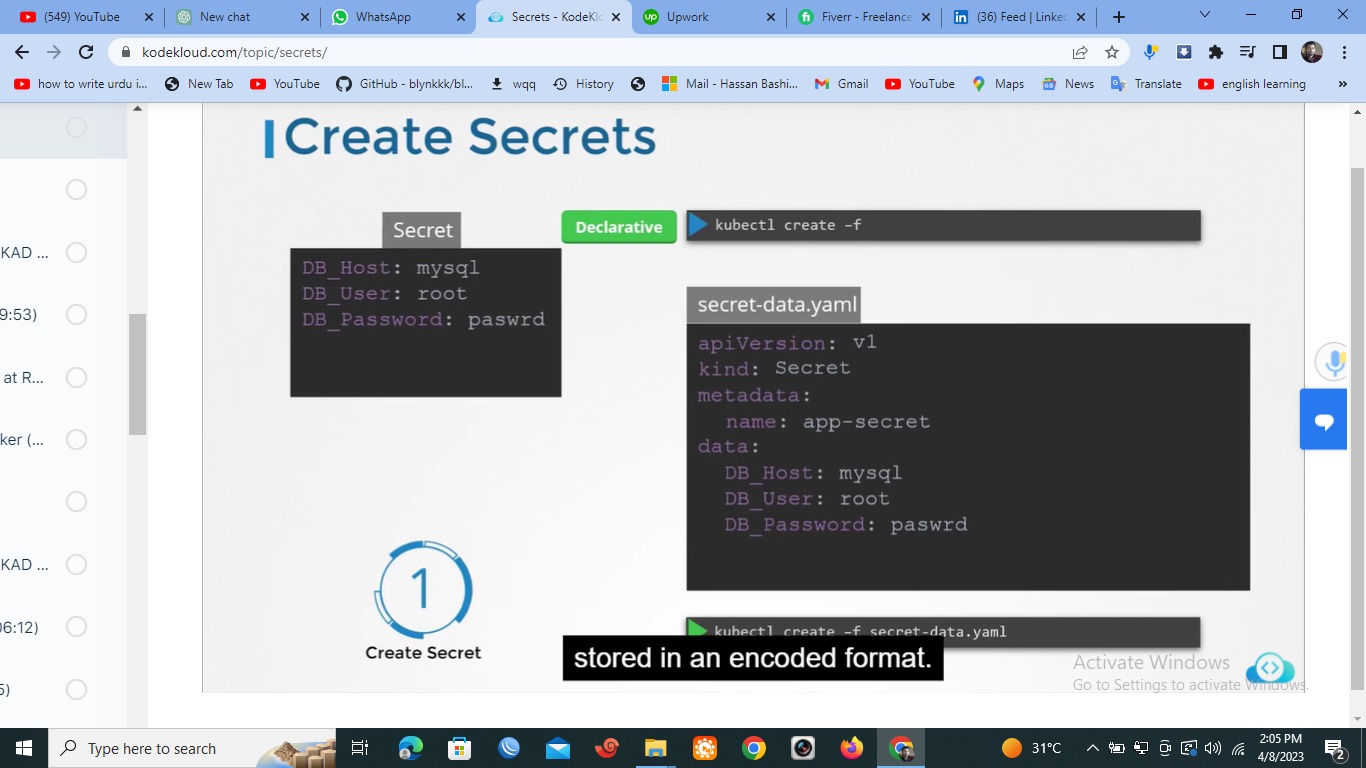 (549) YouTube
New chat
WhatsApp
Secrets - KodeKlo
Upwork
Fiverr - Freelance
(36) Feed | Linked
kodekloud.com/topic/secrets/
how to write urdu i...
New Tab
YouTube
GitHub - blynkkk/bl...
wqq
History
Mail - Hassan Bashi...
Gmail
YouTube
Maps
News
Translate
english learning
»
Create Secrets
Secret
DB_Host: mysql
DB_User: root
DB_Password: paswrd
Declarative
kubectl create –f
secret-data.yaml
apiVersion: v1
kind: Secret
metadata:
name: app-secret
data:
DB_Host: mysql
DB_User: root
DB_Password: paswrd
KAD ...
9:53)
at R...
ker (...
KAD ...
06:12)
5)
1
Create Secret
kubectl create –f secret-data.yaml
stored in an encoded format.
Activate Windows
Go to Settings to activate Windows.
Type here to search
31°C
2:05 PM
4/8/2023
2